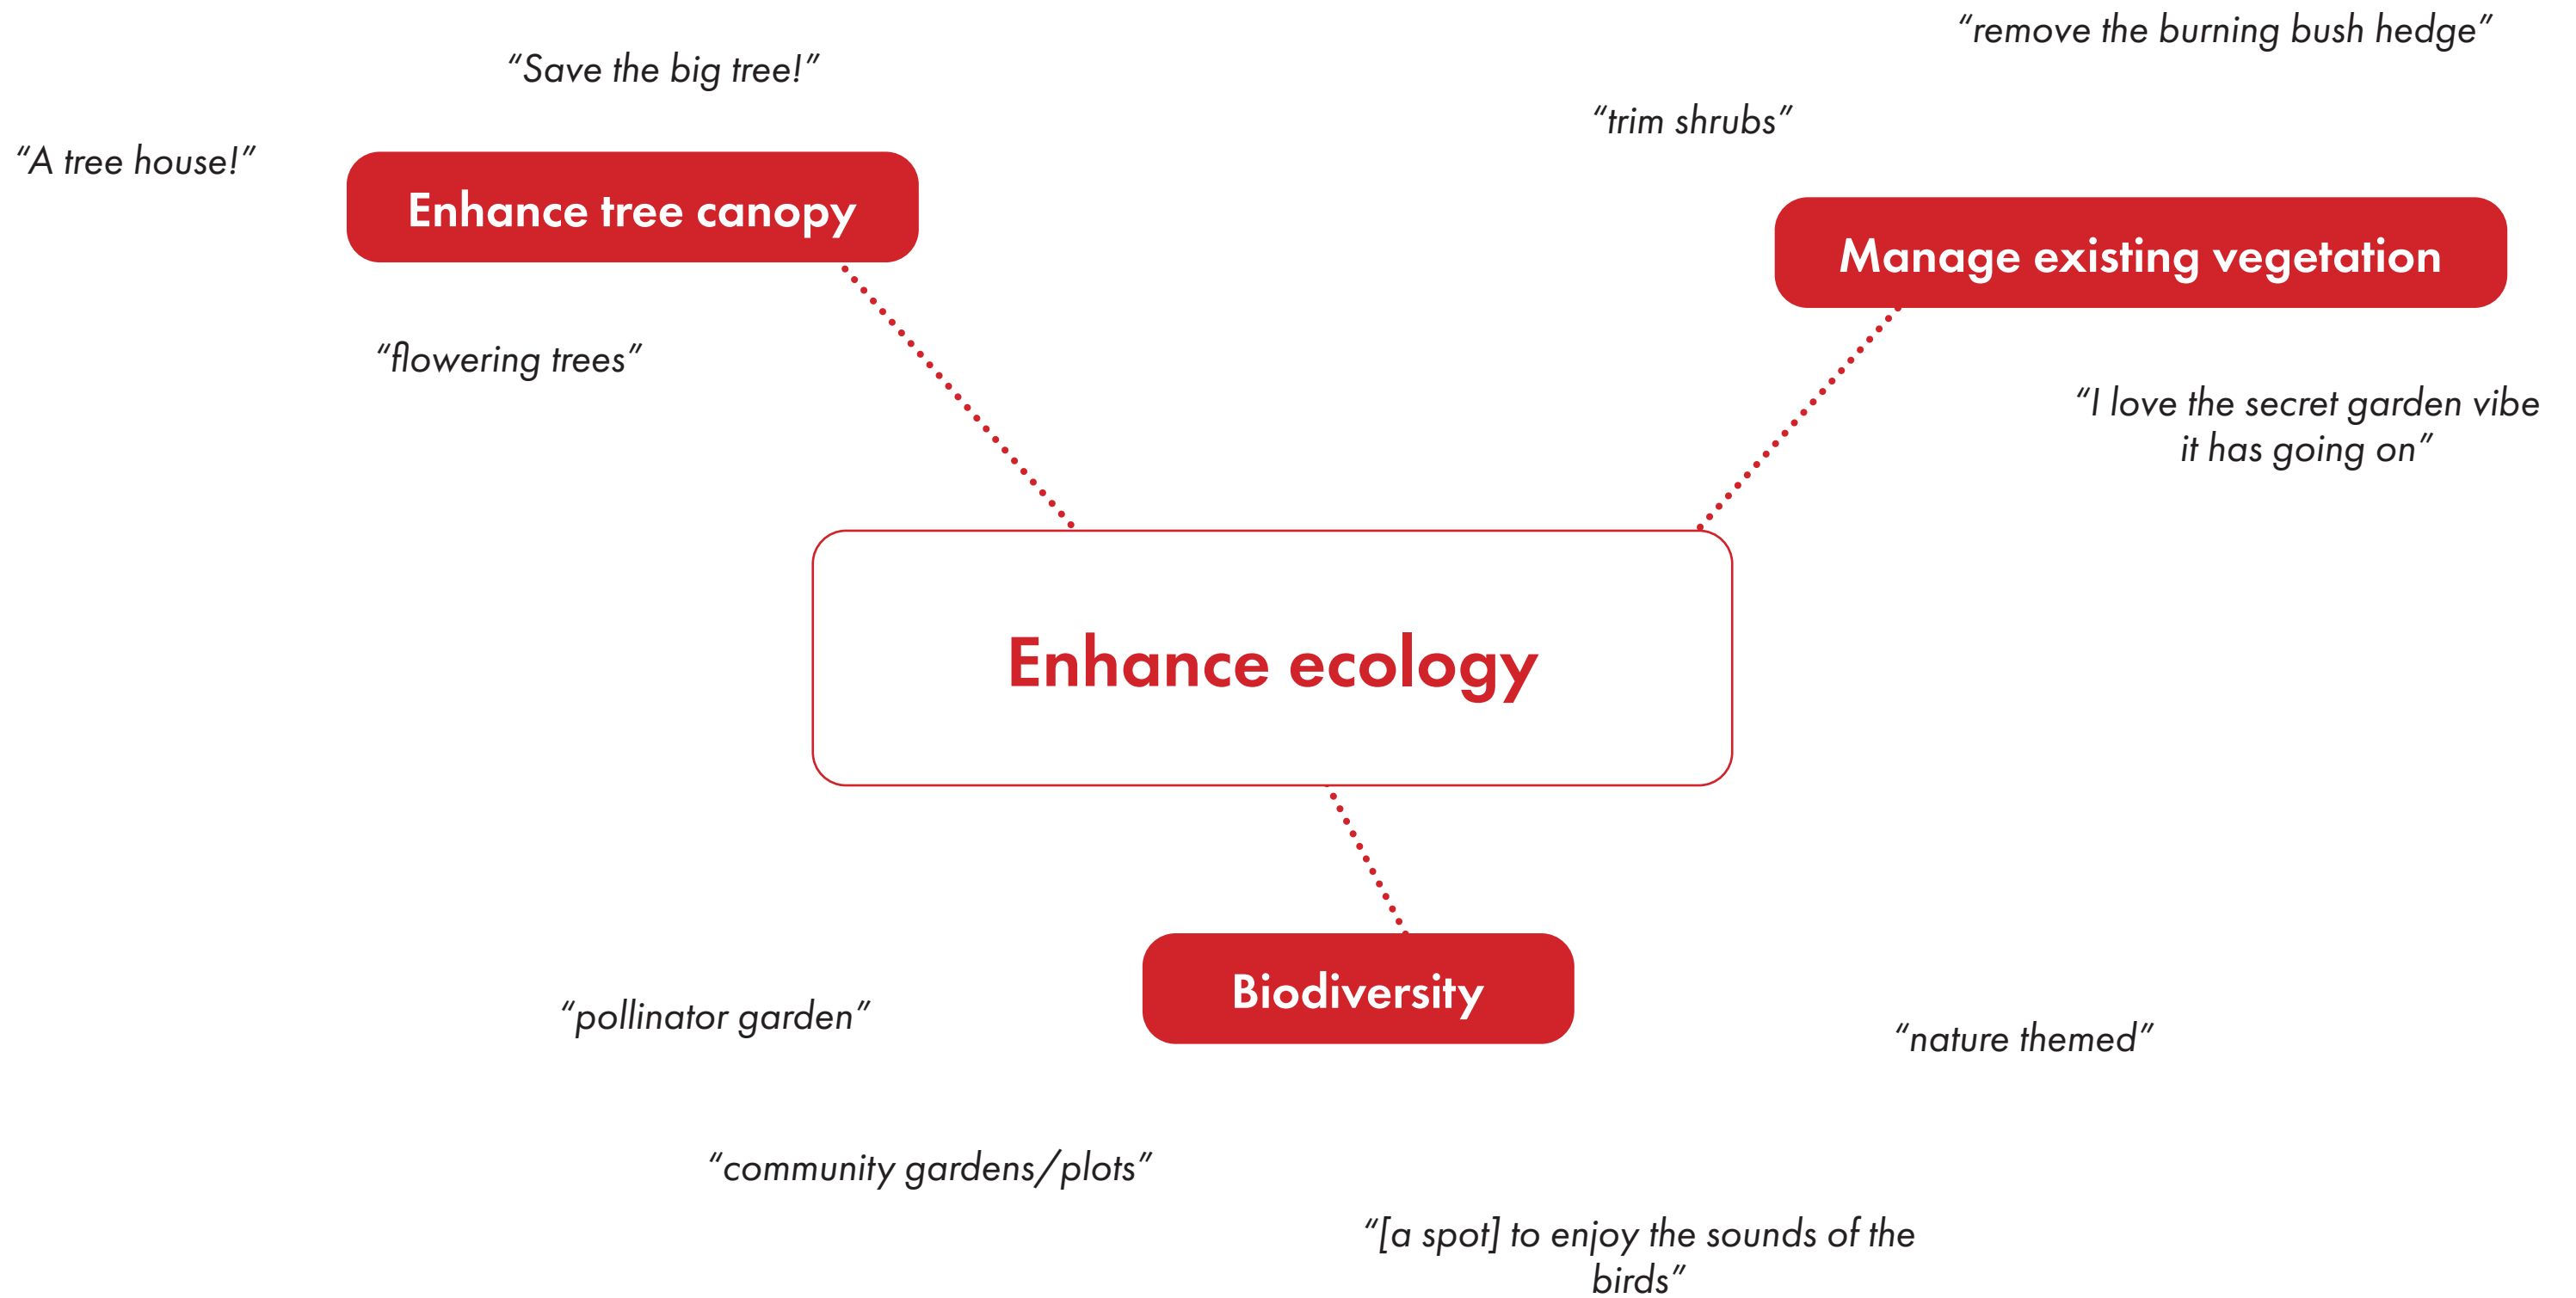 “remove the burning bush hedge”
“Save the big tree!”
“trim shrubs”
“A tree house!”
Enhance tree canopy
Manage existing vegetation
“flowering trees”
“I love the secret garden vibe
it has going on”
Enhance ecology
Biodiversity
“pollinator garden”
“nature themed”
“community gardens/plots”
“[a spot] to enjoy the sounds of the
birds”